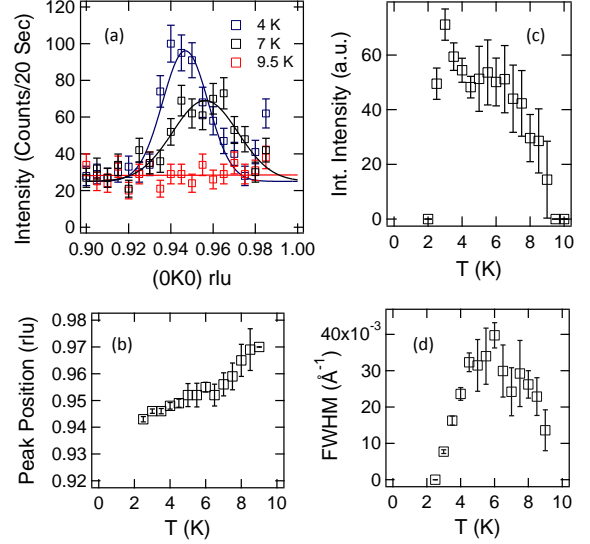 (a)
4 K
7 K
9.5 K
Intensity (Counts/20 Sec)
120
100
80
60
40
20
0
0.90
0.92
0.94
0.96
0.98
1.00
(0K0) rlu
(c)
Int. Intensity (a.u.)
60
40
20
0
0
2
4
6
8
10
T (K)
(b)
Peak Position (rlu)
0.97
0.96
0.95
0.94
0.93
0.92
0
2
4
6
8
10
T (K)
(d)
FWHM (Å⁻¹)
40x10⁻³
30
20
10
0
0
2
4
6
8
10
T (K)